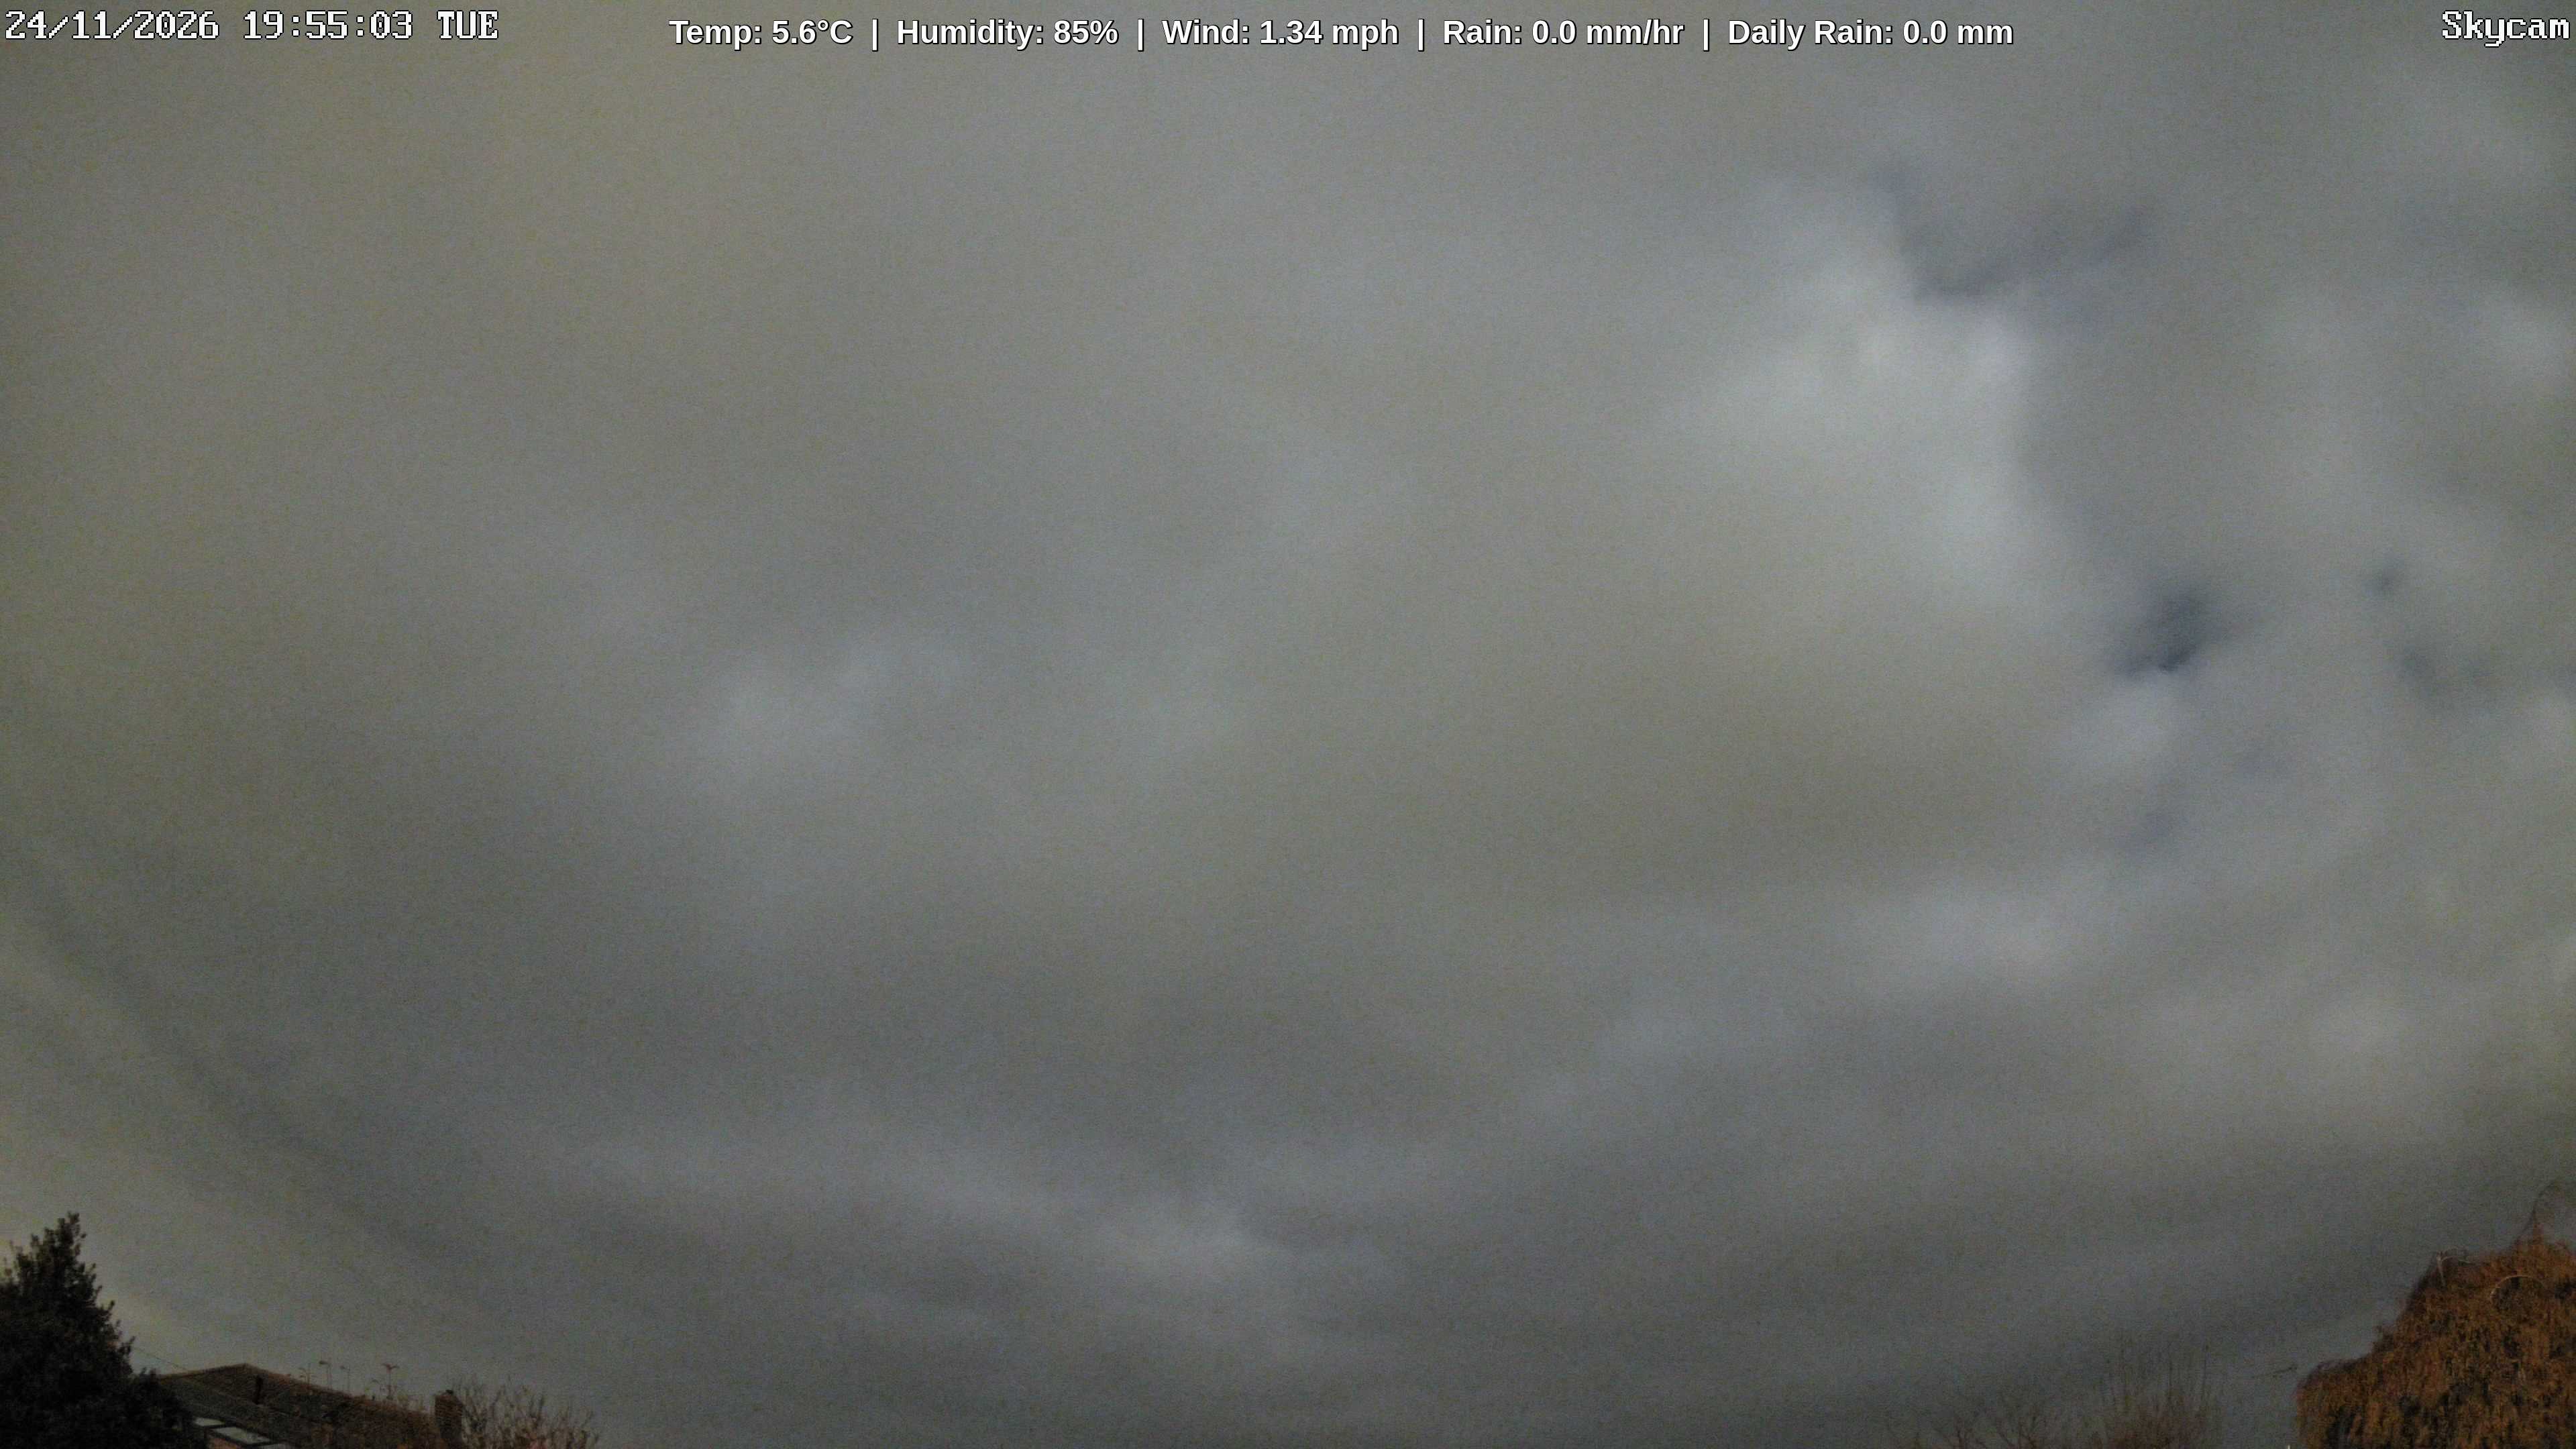 24/11/2026 19:55:03 TUE
Temp: 5.6°C | Humidity: 85% | Wind: 1.34 mph | Rain: 0.0 mm/hr | Daily Rain: 0.0 mm
Skycam